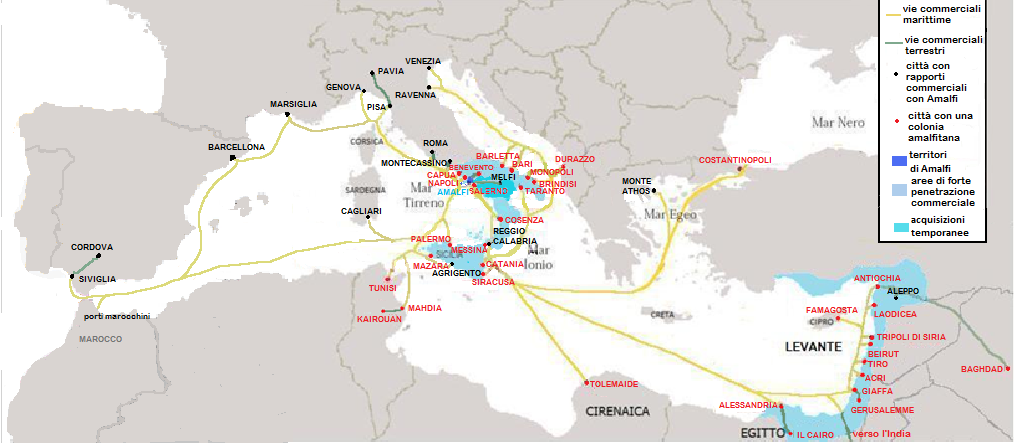 vie commerciali
marittime
vie commerciali
terrestri
città con
rapporti
commerciali
con Amalfi
città con una
colonia
amalfitana
territori
di Amalfi
aree di forte
penetrazione
commerciale
acquisizioni
temporanee
VENEZIA
PAVIA
GENOVA
RAVENNA
PISA
MARSIGLIA
Mar Nero
CORSICA
ROMA
BARCELLONA
MONTECASSINO
BARLETTA
BARI
DURAZZO
COSTANTINOPOLI
BENEVENTO
MONOPOLI
CAPUA
MELFI
NAPOLI
BRINDISI
SARDEGNA
Mar
Tirreno
AMALFI
SALERNO
TARANTO
MONTE
ATHOS
CAGLIARI
Mar Egeo
COSENZA
REGGIO
CALABRIA
PALERMO
MESSINA
Mar
Ionio
CORDOVA
SICILIA
MAZARA
CATANIA
AGRIGENTO
SIRACUSA
SIVIGLIA
TUNISI
ANTIOCHIA
ALEPPO
MAHDIA
KAIROUAN
porti marocchini
MAROCCO
CRETA
FAMAGOSTA
CIPRO
LAODICEA
TRIPOLI DI SIRIA
LEVANTE
BEIRUT
TIRO
BAGHDAD
ACRI
TOLEMAIDE
GIAFFA
CIRENAICA
ALESSANDRIA
GERUSALEMME
EGITTO
IL CAIRO
verso l'India